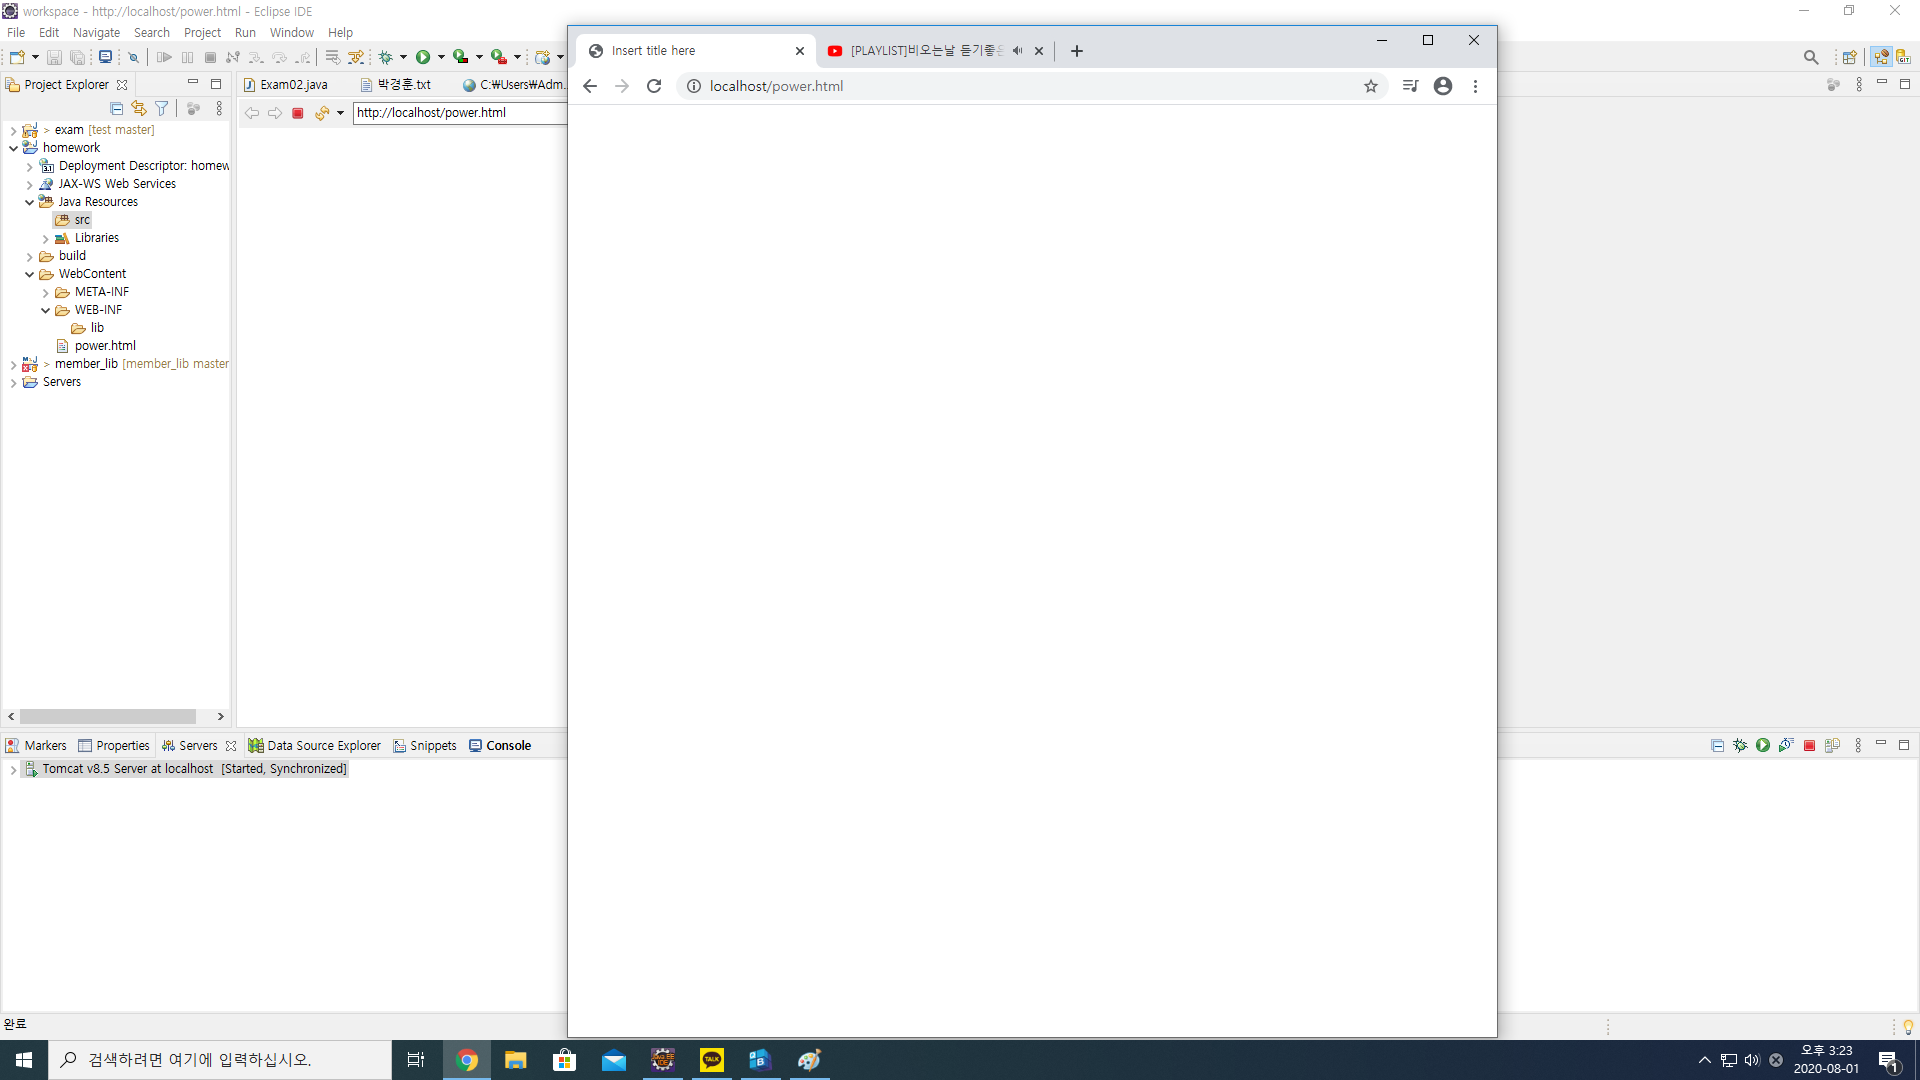 workspace - http://localhost/power.html - Eclipse IDE
File Edit Navigate Search Project Run Window Help
Insert title here
[PLAYLIST]비오는날 듣기좋은
localhost/power.html
Project Explorer
Exam02.java
박경훈.txt
C:₩Users₩Adm...
http://localhost/power.html
> exam [test master]
homework
Deployment Descriptor: homew
JAX-WS Web Services
Java Resources
src
Libraries
build
WebContent
META-INF
WEB-INF
lib
power.html
> member_lib [member_lib master
Servers
Markers Properties Servers Data Source Explorer Snippets Console
Tomcat v8.5 Server at localhost [Started, Synchronized]
완료
검색하려면 여기에 입력하십시오.
TALK
오후 3:23
2020-08-01
1